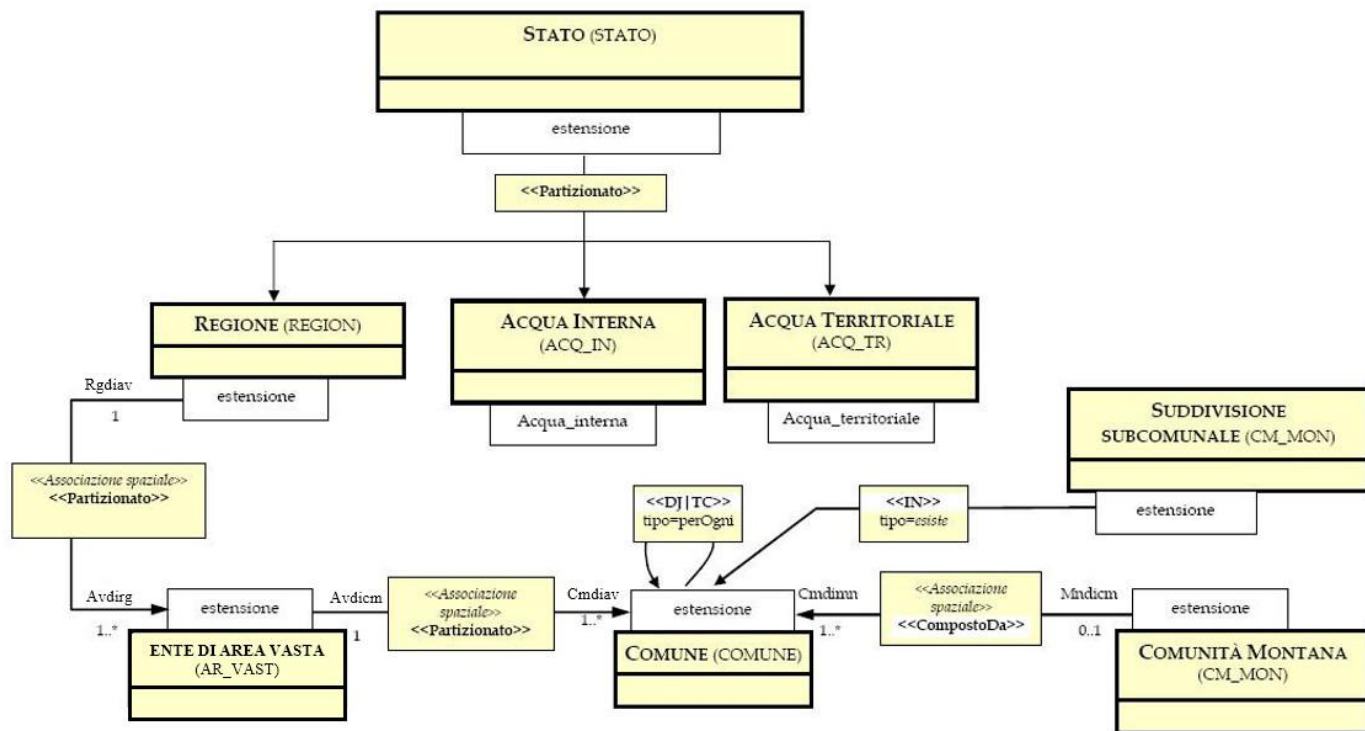 STATO (STATO)
estensione
<<Partizionato>>
REGIONE (REGION)
estensione
ACQUA INTERNA
(ACQ_IN)
Acqua_interna
ACQUA TERRITORIALE
(ACQ_TR)
Acqua_territoriale
Rgdiav
1
SUDDIVISIONE
SUBCOMUNALE (CM_MON)
estensione
<<Associazione spaziale>>
<<Partizionato>>
<<DJ|TC>>
tipo=perOgni
<<IN>>
tipo=esiste
Avdirg
1..*
estensione
ENTE DI AREA VASTA
(AR_VAST)
Avdicm
1
<<Associazione
spaziale>>
<<Partizionato>>
Cmdiav
1..*
estensione
COMUNE (COMUNE)
Cmdimn
1..*
<<Associazione
spaziale>>
<<CompostoDa>>
Mndicm
0..1
estensione
COMUNITÀ MONTANA
(CM_MON)